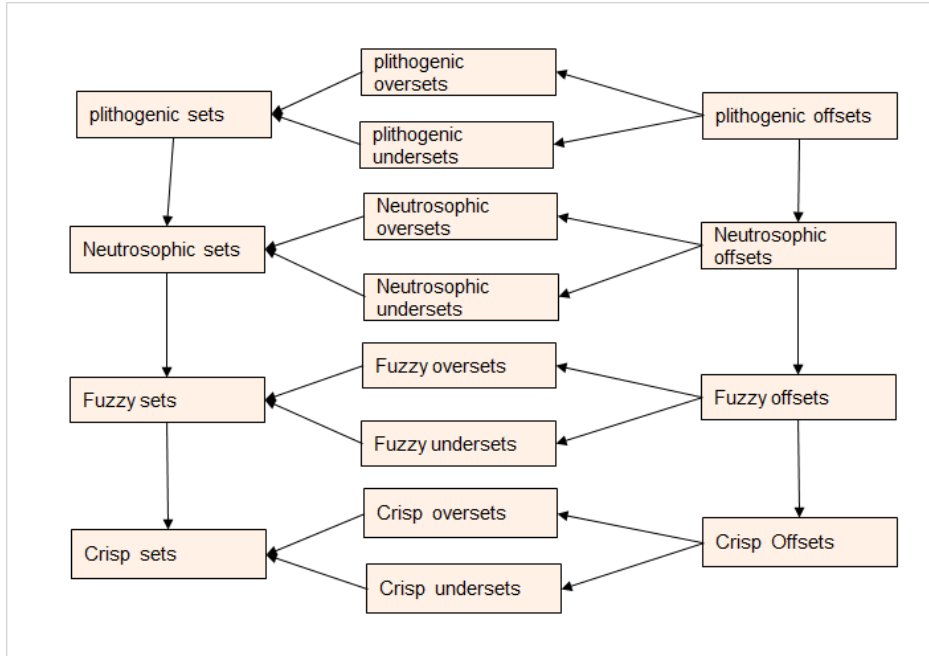 plithogenic
oversets
plithogenic sets
plithogenic offsets
plithogenic
undersets
Neutrosophic
oversets
Neutrosophic sets
Neutrosophic
offsets
Neutrosophic
undersets
Fuzzy oversets
Fuzzy sets
Fuzzy offsets
Fuzzy undersets
Crisp oversets
Crisp sets
Crisp Offsets
Crisp undersets